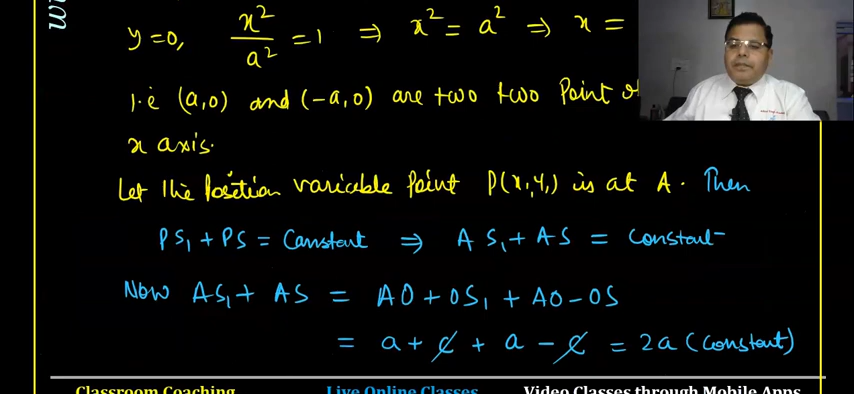 y=0, x²/a² = 1 ⇒ x² = a² ⇒ x =
i.e (a,0) and (-a,0) are two two Point of
x axis.
Let the Position variable Point P(x₁,y₁) is at A. Then
PS₁ + PS = Constant ⇒ AS₁ + AS = Constant
Now AS₁ + AS = AO + OS₁ + AO - OS
= a + c + a - c = 2a (Constant)
Classroom Coaching Live Online Classes Video Classes through Mobile Apps